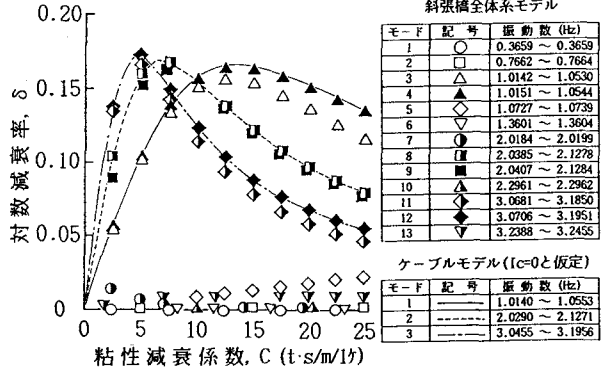 斜張橋全体系モデル
モード 記号 振動数 (Hz)
1 ○ 0.3659 ～ 0.3659
2 □ 0.7662 ～ 0.7664
3 △ 1.0142 ～ 1.0530
4 ▲ 1.0151 ～ 1.0544
5 ◇ 1.0727 ～ 1.0739
6 ▽ 1.3601 ～ 1.3604
7 2.0184 ～ 2.0199
8 2.0385 ～ 2.1278
9 ■ 2.0407 ～ 2.1284
10 2.2961 ～ 2.2962
11 3.0681 ～ 3.1850
12 ◆ 3.0706 ～ 3.1951
13 3.2388 ～ 3.2455
ケーブルモデル(Ic=0と仮定)
モード 記号 振動数 (Hz)
1 1.0140 ～ 1.0553
2 2.0290 ～ 2.1271
3 3.0455 ～ 3.1956
対数減衰率, δ
0.20
0.15
0.10
0.05
0
0 5 10 15 20 25
粘性減衰係数, C (t·s/m/1ケ)